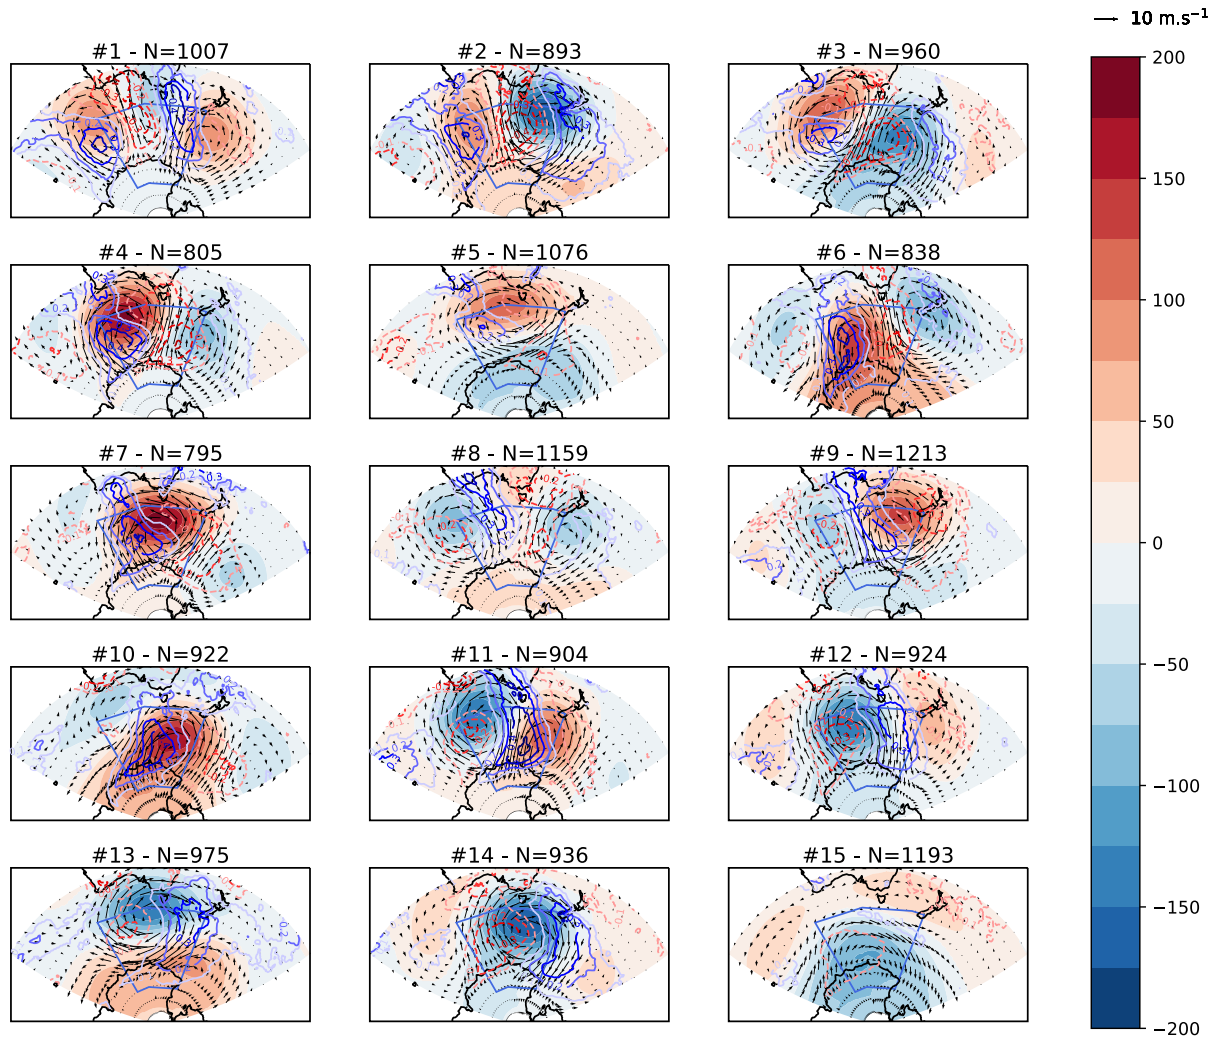 10 m.s⁻¹
#1 - N=1007
#2 - N=893
#3 - N=960
#4 - N=805
#5 - N=1076
#6 - N=838
#7 - N=795
#8 - N=1159
#9 - N=1213
#10 - N=922
#11 - N=904
#12 - N=924
#13 - N=975
#14 - N=936
#15 - N=1193
200
150
100
50
0
−50
−100
−150
−200